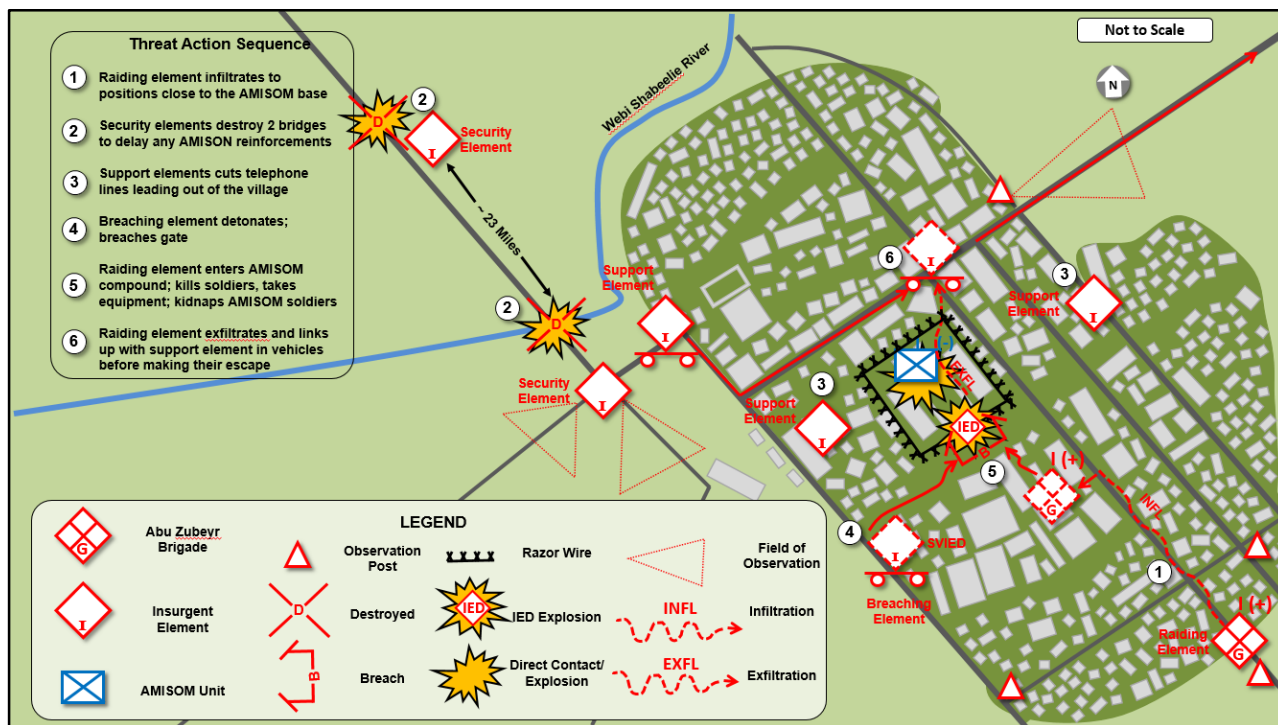 Threat Action Sequence
1
Raiding element infiltrates to
positions close to the AMISOM base
2
Security elements destroy 2 bridges
to delay any AMISON reinforcements
3
Support elements cuts telephone
lines leading out of the village
4
Breaching element detonates;
breaches gate
5
Raiding element enters AMISOM
compound; kills soldiers, takes
equipment; kidnaps AMISOM soldiers
6
Raiding element exfiltrates and links
up with support element in vehicles
before making their escape
Not to Scale
N
Webi Shabeelie River
D
2
I
Security
Element
~ 23 Miles
2
D
Security
Element
I
Support
Element
I
6
I
3
Support
Element
I
3
Support
Element
I
(-)
EXFL
IED
B
5
I (+)
G
INFL
1
4
SVIED
I
Breaching
Element
I (+)
Raiding
Element
G
LEGEND
G
Abu Zubeyr
Brigade
Observation
Post
Razor Wire
Field of
Observation
I
Insurgent
Element
D
Destroyed
IED
IED Explosion
INFL
Infiltration
AMISOM Unit
B
Breach
Direct Contact/
Explosion
EXFL
Exfiltration